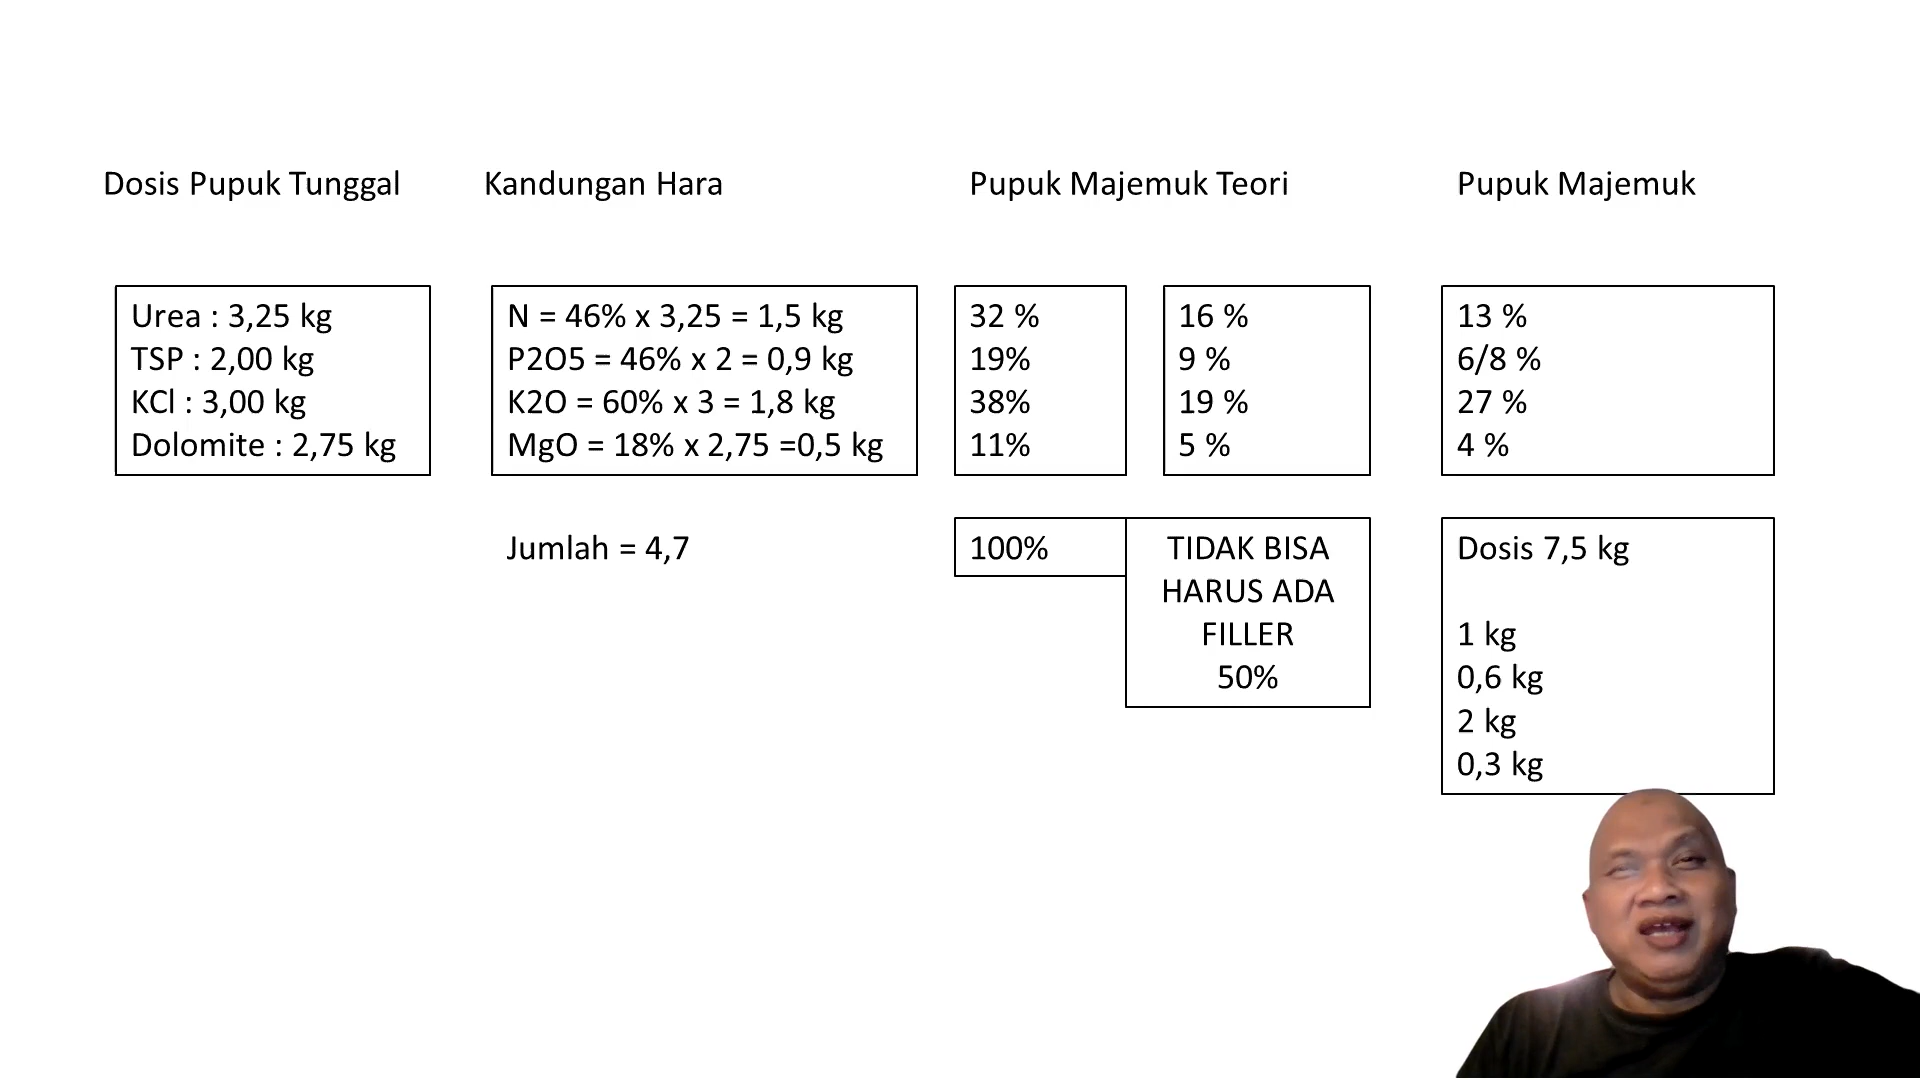 Dosis Pupuk Tunggal
Kandungan Hara
Pupuk Majemuk Teori
Pupuk Majemuk
Urea : 3,25 kg
TSP : 2,00 kg
KCl : 3,00 kg
Dolomite : 2,75 kg
N = 46% x 3,25 = 1,5 kg
P2O5 = 46% x 2 = 0,9 kg
K2O = 60% x 3 = 1,8 kg
MgO = 18% x 2,75 =0,5 kg
Jumlah = 4,7
32 %
19%
38%
11%
100%
16 %
9 %
19 %
5 %
TIDAK BISA
HARUS ADA
FILLER
50%
13 %
6/8 %
27 %
4 %
Dosis 7,5 kg
1 kg
0,6 kg
2 kg
0,3 kg